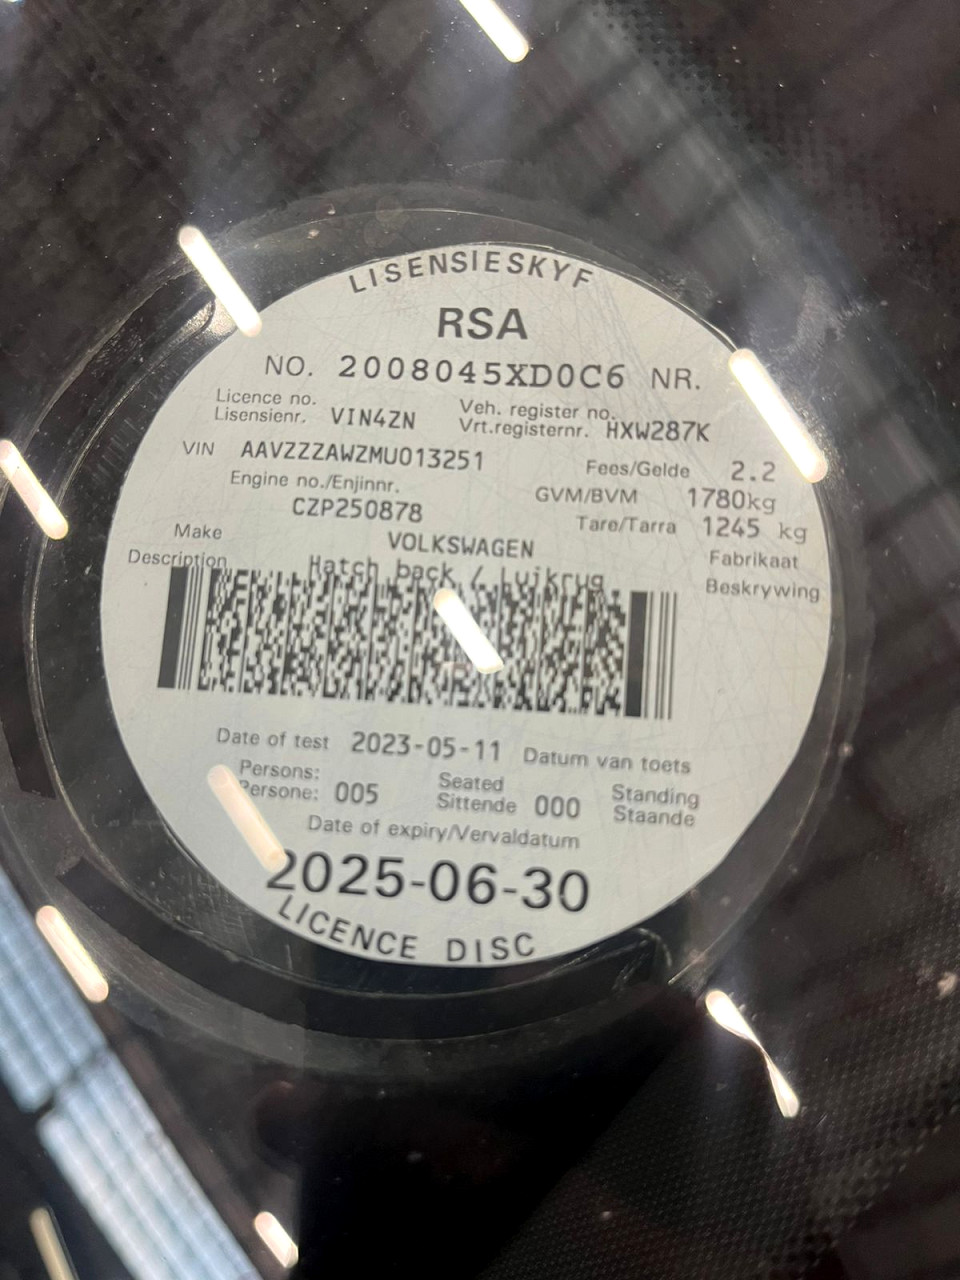 LISENSIESKYF
RSA
NO. 2008045XD0C6 NR.
Licence no.
Lisensienr. VIN4ZN
Veh. register no.
Vrt.registernr. HXW287K
VIN AAVZZZAWZMU013251
Fees/Gelde 2.2
Engine no./Enjinnr.
CZP250878
GVM/BVM 1780kg
Tare/Tarra 1245 kg
Make VOLKSWAGEN Fabrikaat
Description Hatch back / Luikrug Beskrywing
Date of test 2023-05-11 Datum van toets
Persons:
Persone: 005
Seated
Sittende 000
Standing
Staande
Date of expiry/Vervaldatum
2025-06-30
LICENCE DISC